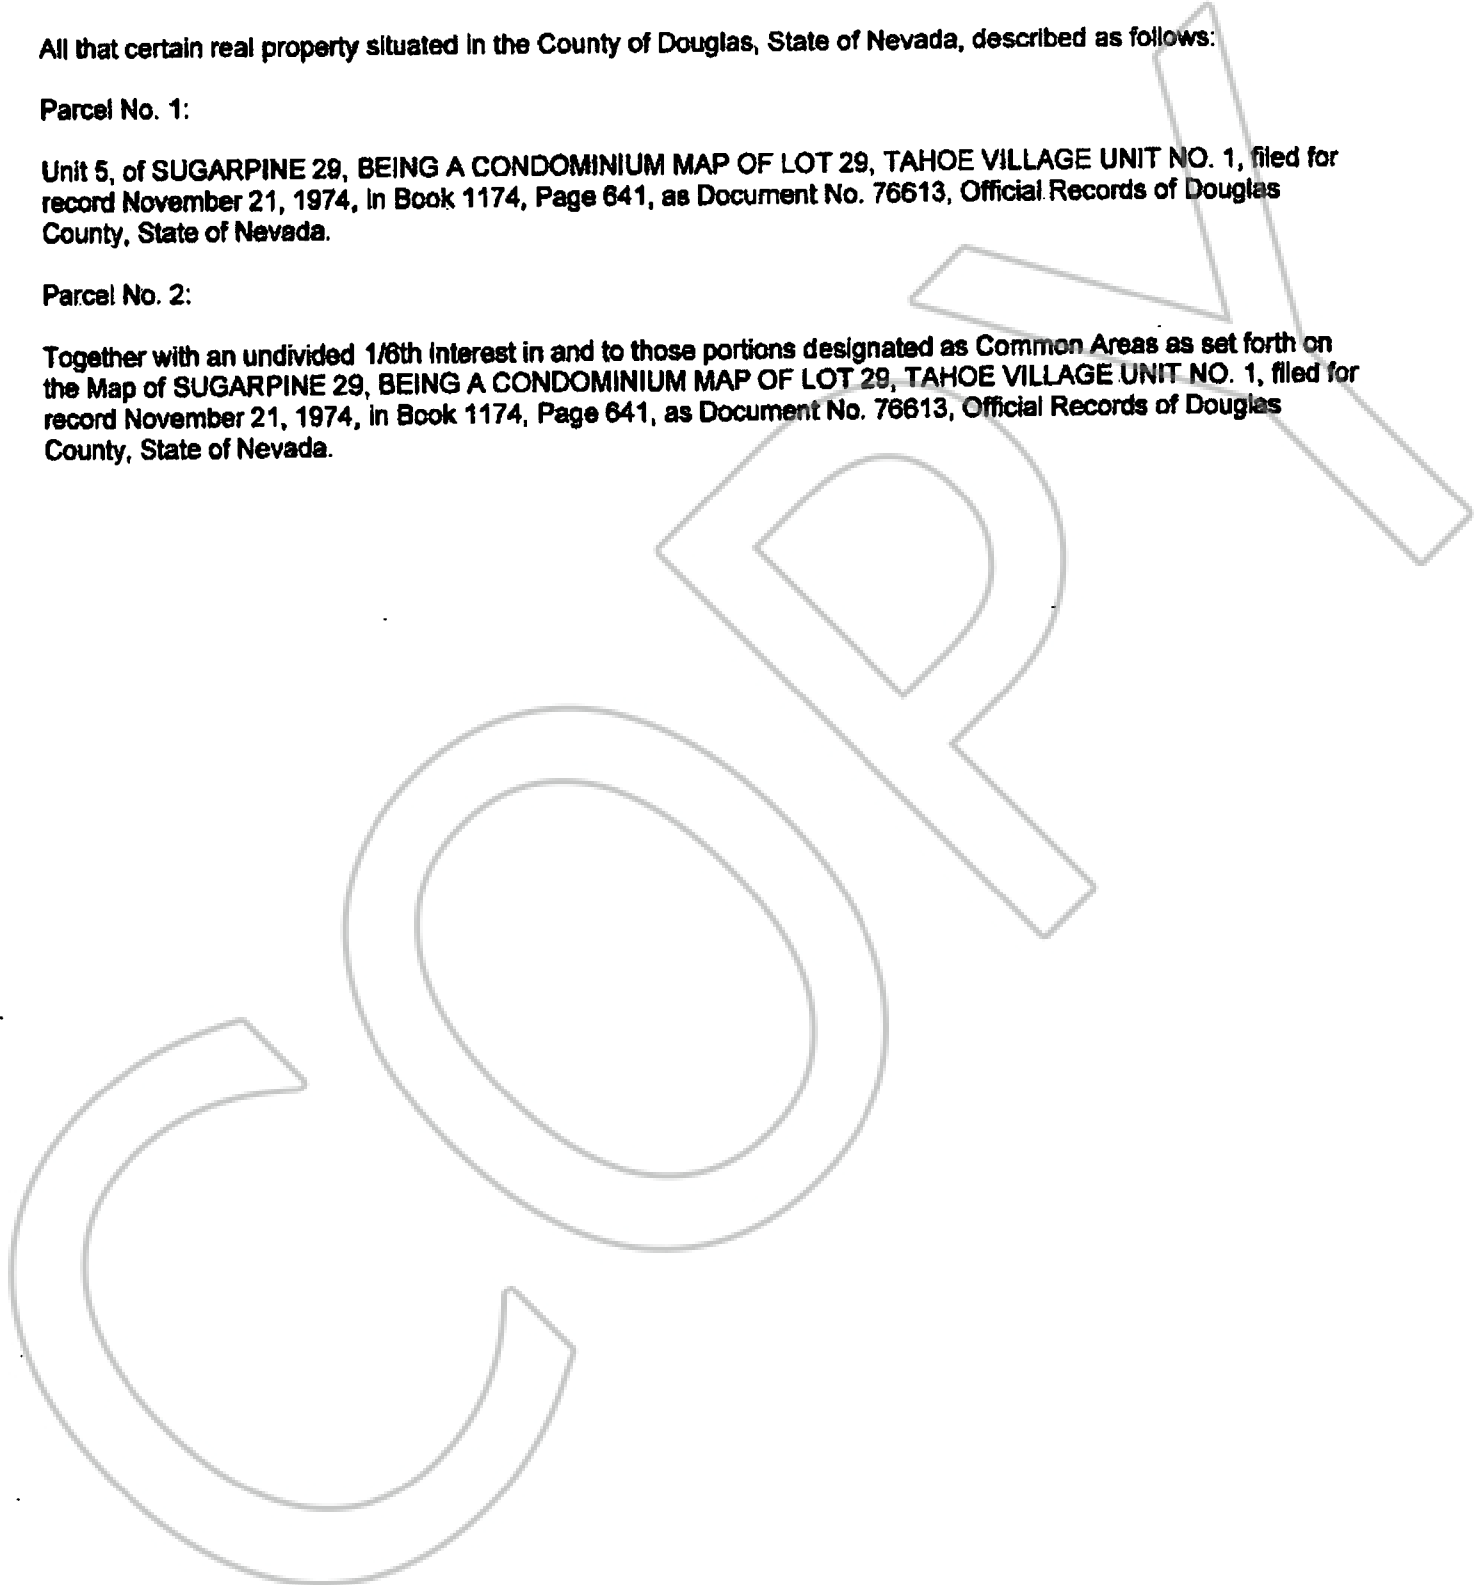 All that certain real property situated in the County of Douglas, State of Nevada, described as follows:
Parcel No. 1:
Unit 5, of SUGARPINE 29, BEING A CONDOMINIUM MAP OF LOT 29, TAHOE VILLAGE UNIT NO. 1, filed for
record November 21, 1974, in Book 1174, Page 641, as Document No. 76613, Official Records of Douglas
County, State of Nevada.
Parcel No. 2:
Together with an undivided 1/6th interest in and to those portions designated as Common Areas as set forth on
the Map of SUGARPINE 29, BEING A CONDOMINIUM MAP OF LOT 29, TAHOE VILLAGE UNIT NO. 1, filed for
record November 21, 1974, in Book 1174, Page 641, as Document No. 76613, Official Records of Douglas
County, State of Nevada.
COPY